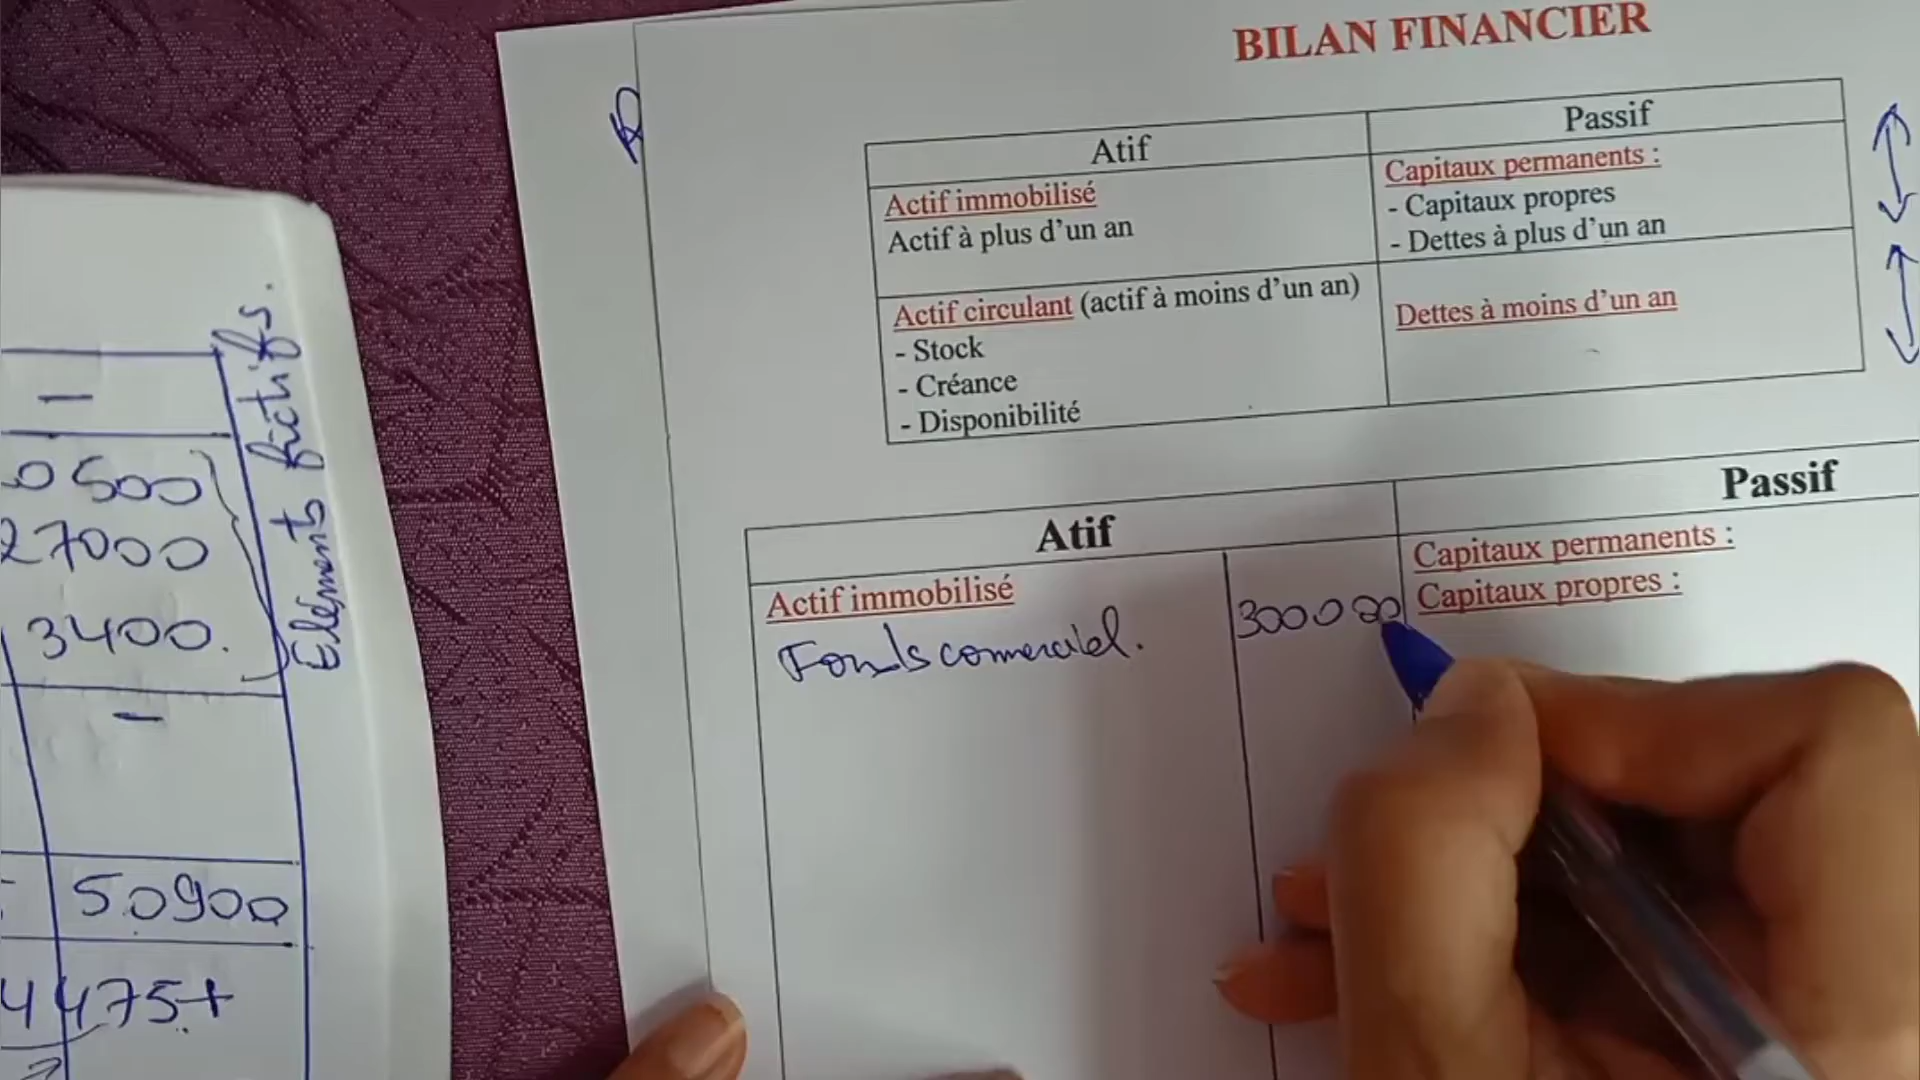 BILAN FINANCIER
Atif
Passif
Actif immobilisé
Actif à plus d'un an
Capitaux permanents :
- Capitaux propres
- Dettes à plus d'un an
Actif circulant (actif à moins d'un an)
- Stock
- Créance
- Disponibilité
Dettes à moins d'un an
Atif
Passif
Actif immobilisé
Fonds commercial.
300000
Capitaux permanents :
Capitaux propres :
0500
27000
3400.
Eléments fictifs.
50900
4475+